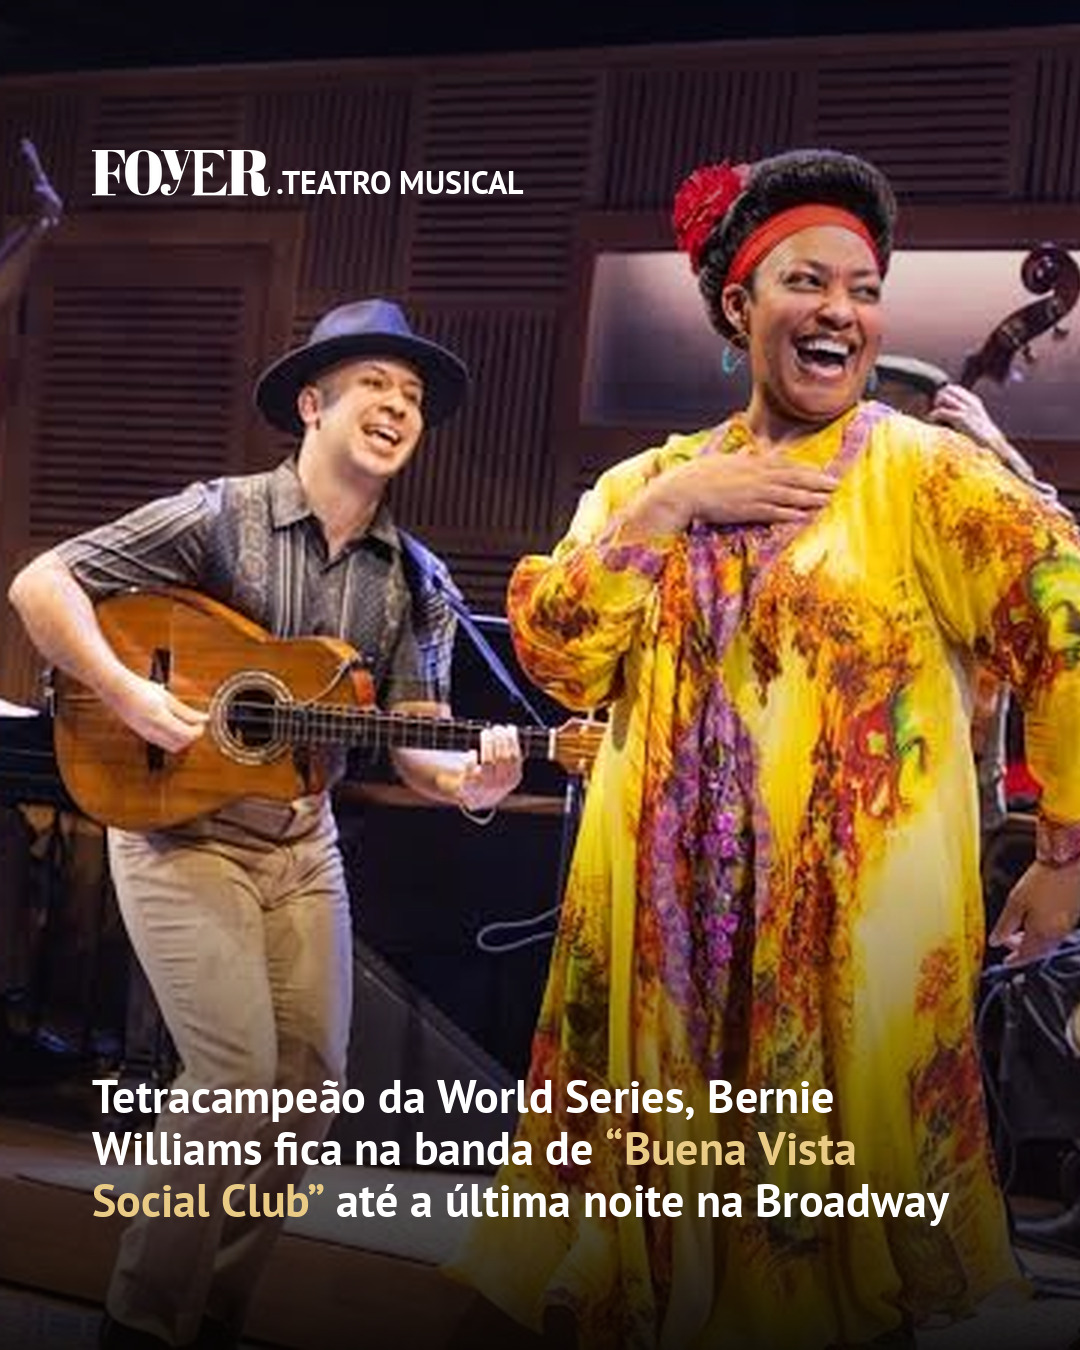 FOYER .TEATRO MUSICAL
Tetracampeão da World Series, Bernie
Williams fica na banda de “Buena Vista
Social Club” até a última noite na Broadway